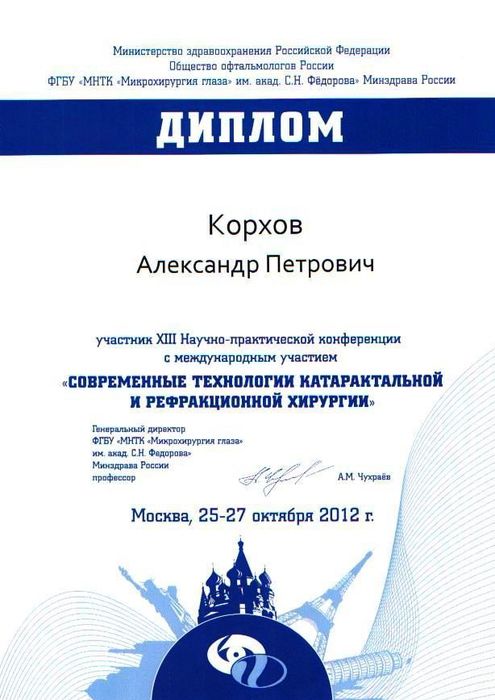 Министерство здравоохранения Российской Федерации
Общество офтальмологов России
ФГБУ «МНТК «Микрохирургия глаза» им. акад. С.Н. Фёдорова» Минздрава России
ДИПЛОМ
Корхов
Александр Петрович
участник XIII Научно-практической конференции
с международным участием
«СОВРЕМЕННЫЕ ТЕХНОЛОГИИ КАТАРАКТАЛЬНОЙ
И РЕФРАКЦИОННОЙ ХИРУРГИИ»
Генеральный директор
ФГБУ «МНТК «Микрохирургия глаза»
им. акад. С.Н. Федорова»
Минздрава России
профессор
А.М. Чухраёв
Москва, 25-27 октября 2012 г.